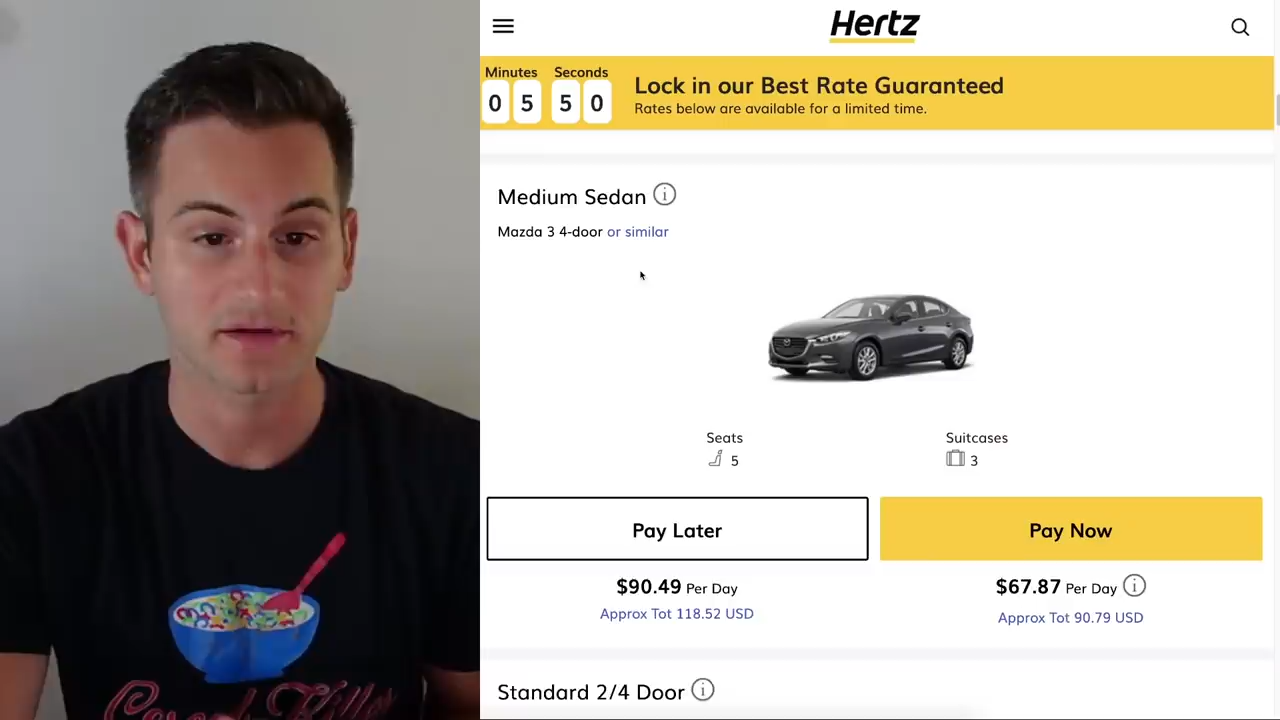 Hertz
Minutes Seconds
0 5 5 0
Lock in our Best Rate Guaranteed
Rates below are available for a limited time.
Medium Sedan
Mazda 3 4-door or similar
Seats
5
Suitcases
3
Pay Later
$90.49 Per Day
Approx Tot 118.52 USD
Pay Now
$67.87 Per Day
Approx Tot 90.79 USD
Standard 2/4 Door
Cereal Killer